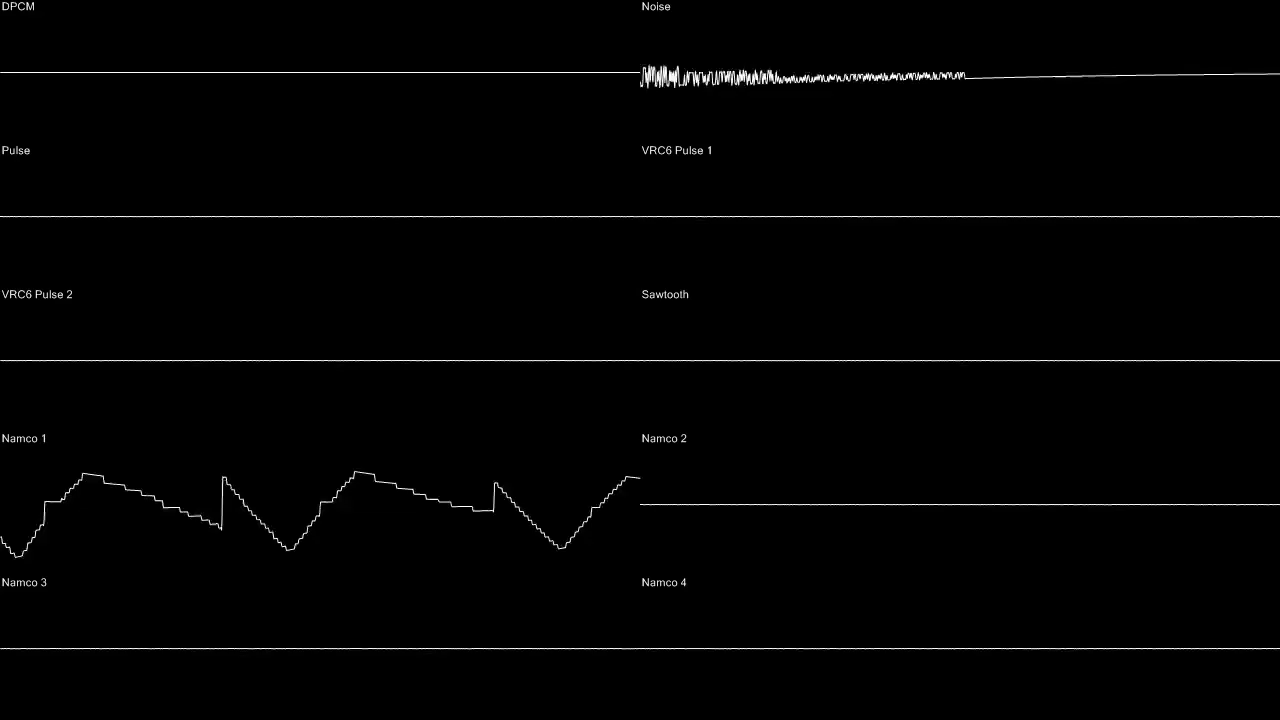 DPCM
Noise
Pulse
VRC6 Pulse 1
VRC6 Pulse 2
Sawtooth
Namco 1
Namco 2
Namco 3
Namco 4